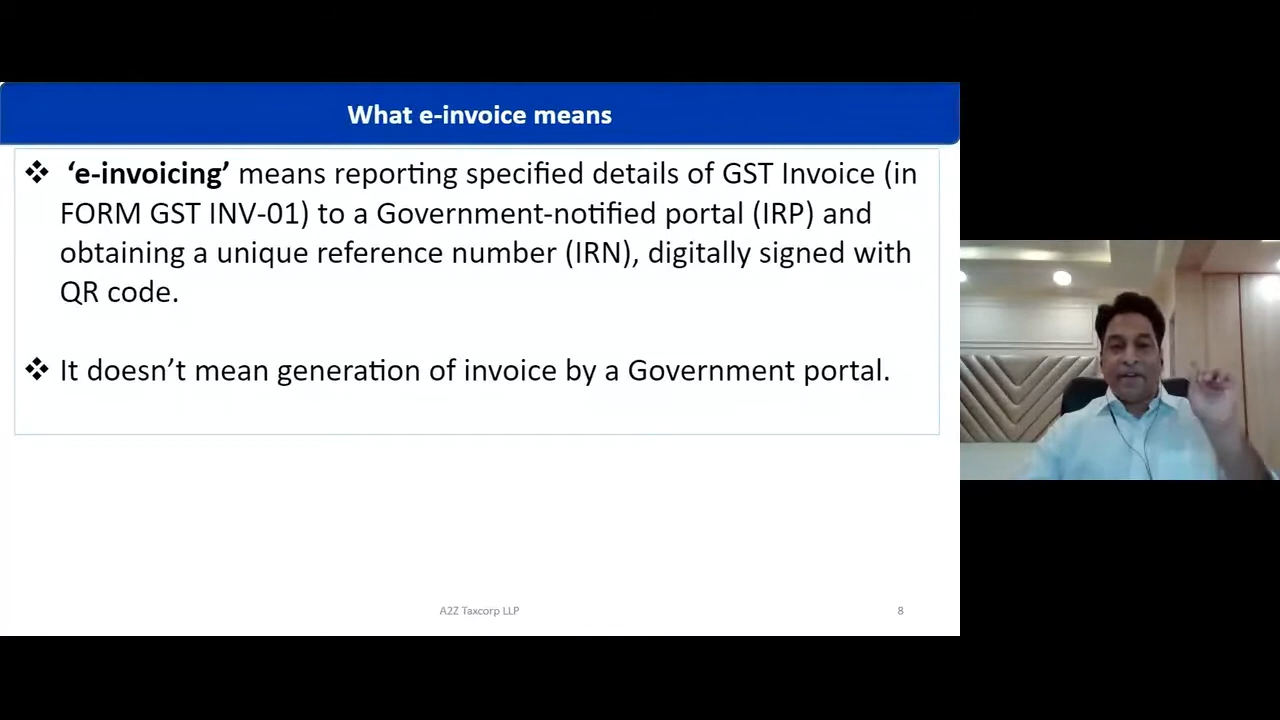 What e-invoice means
❖ ‘e-invoicing’ means reporting specified details of GST Invoice (in
FORM GST INV-01) to a Government-notified portal (IRP) and
obtaining a unique reference number (IRN), digitally signed with
QR code.
❖ It doesn’t mean generation of invoice by a Government portal.
A2Z Taxcorp LLP
8